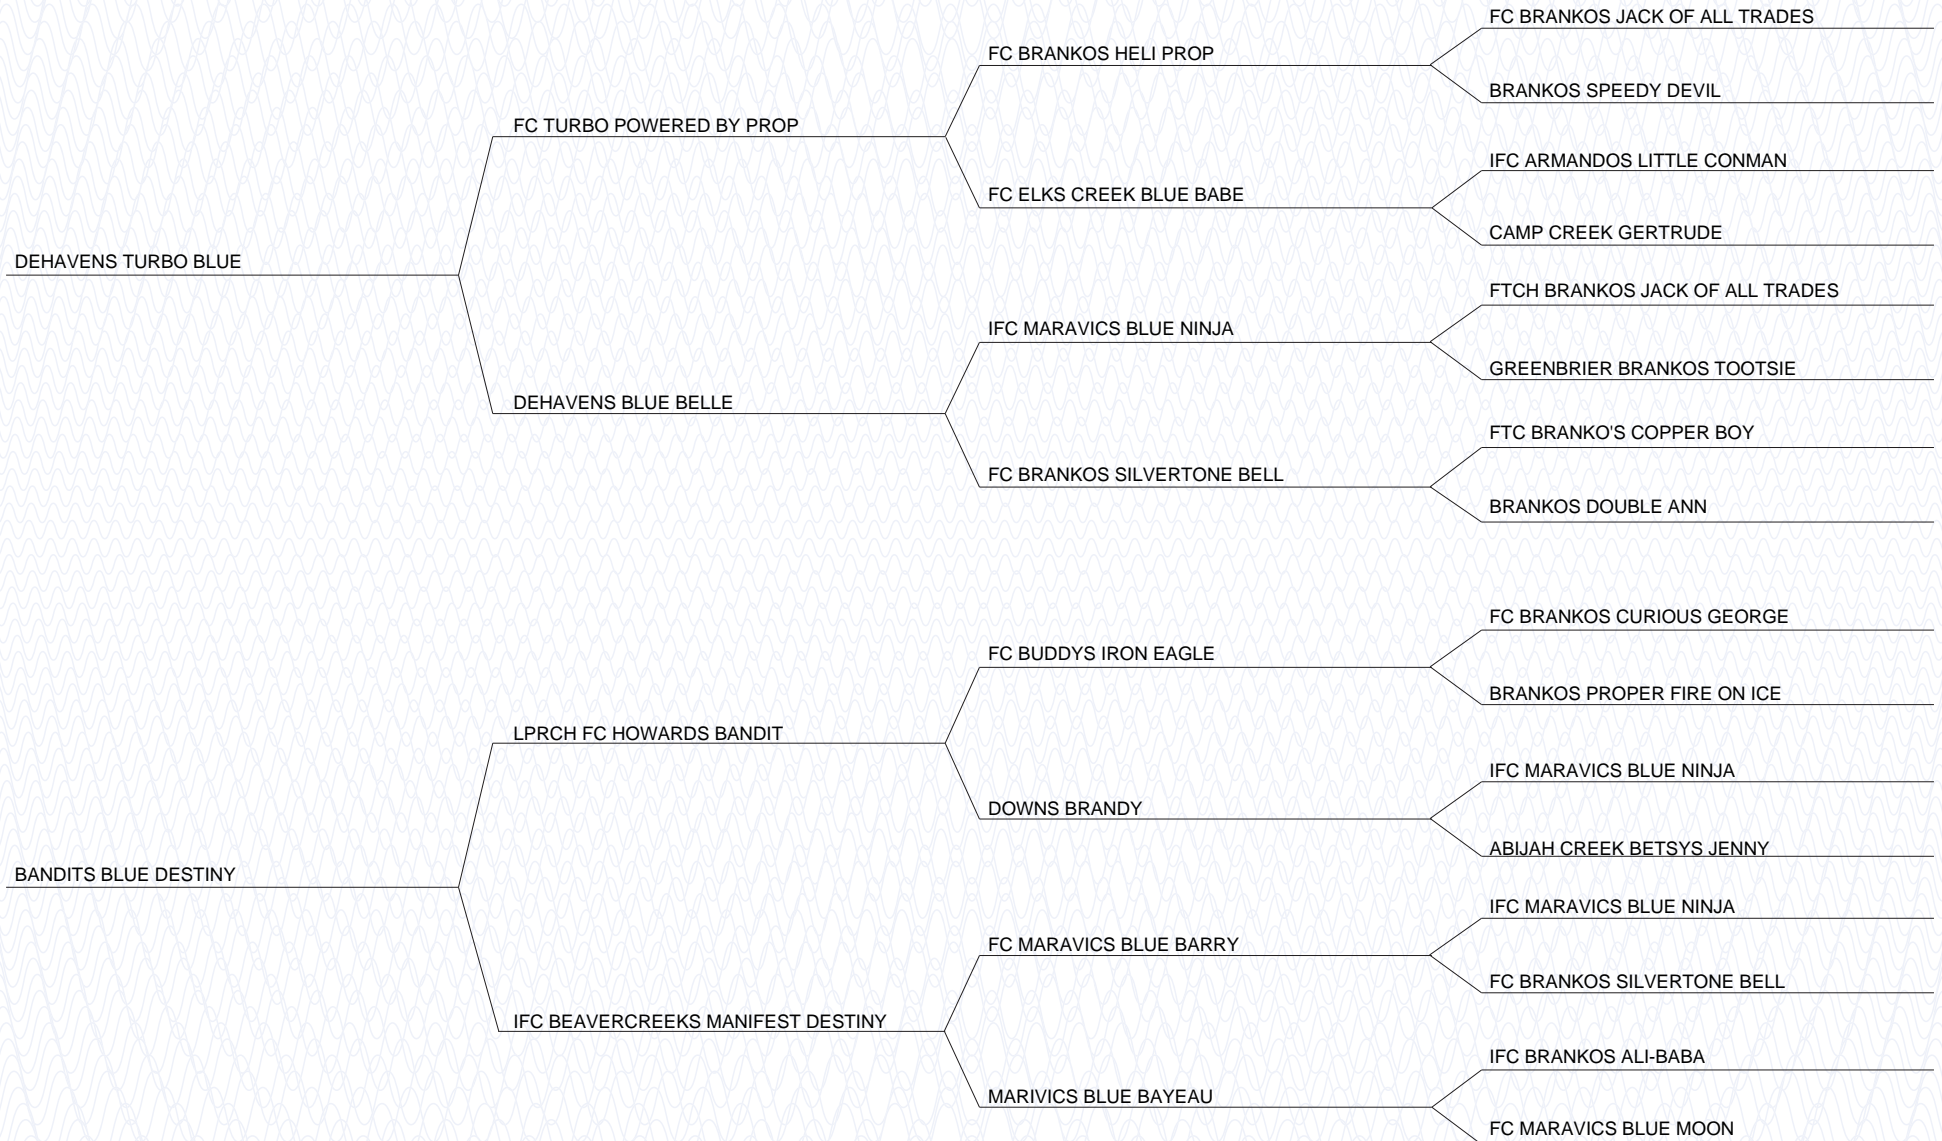 FC BRANKOS JACK OF ALL TRADES
FC BRANKOS HELI PROP
BRANKOS SPEEDY DEVIL
FC TURBO POWERED BY PROP
IFC ARMANDOS LITTLE CONMAN
FC ELKS CREEK BLUE BABE
CAMP CREEK GERTRUDE
DEHAVENS TURBO BLUE
FTCH BRANKOS JACK OF ALL TRADES
IFC MARAVICS BLUE NINJA
GREENBRIER BRANKOS TOOTSIE
DEHAVENS BLUE BELLE
FTC BRANKO'S COPPER BOY
FC BRANKOS SILVERTONE BELL
BRANKOS DOUBLE ANN
FC BRANKOS CURIOUS GEORGE
FC BUDDYS IRON EAGLE
BRANKOS PROPER FIRE ON ICE
LPRCH FC HOWARDS BANDIT
IFC MARAVICS BLUE NINJA
DOWNS BRANDY
ABIJAH CREEK BETSYS JENNY
BANDITS BLUE DESTINY
IFC MARAVICS BLUE NINJA
FC MARAVICS BLUE BARRY
FC BRANKOS SILVERTONE BELL
IFC BEAVERCREEKS MANIFEST DESTINY
IFC BRANKOS ALI-BABA
MARIVICS BLUE BAYEAU
FC MARAVICS BLUE MOON